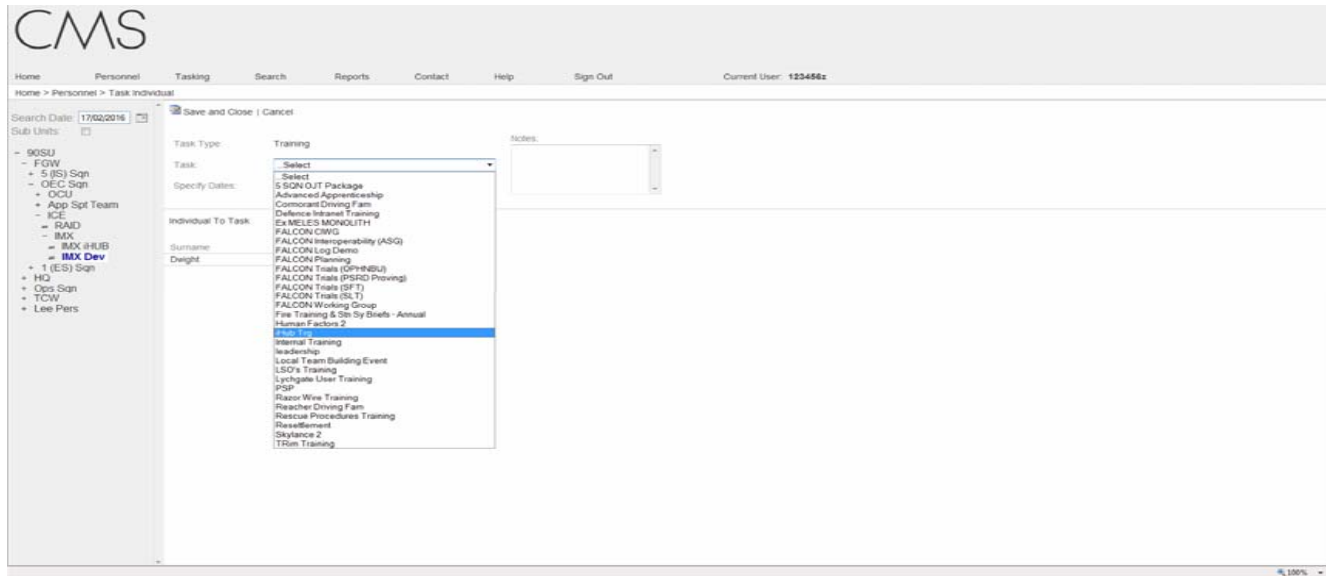 CMS
Home Personnel Tasking Search Reports Contact Help Sign Out Current User: 123456z
Home > Personnel > Task Individual
Search Date: 17/02/2016
Sub Units:
- 90SU
- FGW
+ 5 (IS) Sqn
- OEC Sqn
+ OCU
+ App Spt Team
- ICE
RAID
- IMX
IMX iHUB
IMX Dev
+ 1 (ES) Sqn
+ HQ
+ Ops Sqn
+ TCW
+ Lee Pers
Save and Close | Cancel
Task Type: Training
Notes:
Task: ...Select
Specify Dates:
Individual To Task
Surname
Dwight
...Select
5 SQN OJT Package
Advanced Apprenticeship
Cormorant Driving Fam
Defence Intranet Training
Ex MELES MONOLITH
FALCON CIWG
FALCON Interoperability (ASG)
FALCON Log Demo
FALCON Planning
FALCON Trials (OPHNBU)
FALCON Trials (PSRD Proving)
FALCON Trials (SFT)
FALCON Trials (SLT)
FALCON Working Group
Fire Training & Stn Sy Briefs - Annual
Human Factors 2
iHub Trg
Internal Training
leadership
Local Team Building Event
LSO's Training
Lychgate User Training
PSP
Razor Wire Training
Reacher Driving Fam
Rescue Procedures Training
Resettlement
Skylance 2
TRim Training
100%